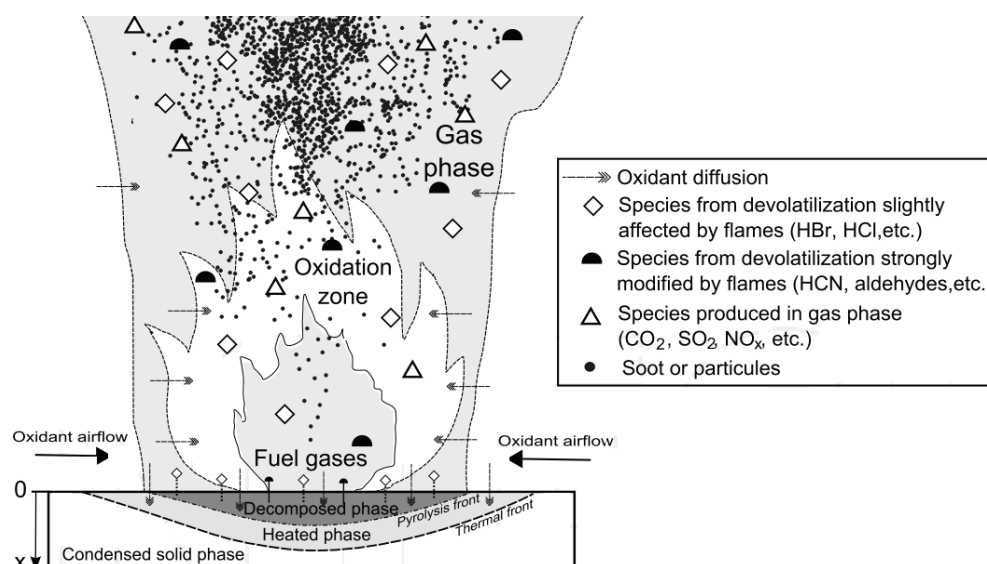 Gas
phase
Oxidation
zone
Fuel gases
Oxidant airflow
Oxidant airflow
0
Decomposed phase
Pyrolysis front
Heated phase
Thermal front
Condensed solid phase
x
Oxidant diffusion
Species from devolatilization slightly
affected by flames (HBr, HCl,etc.)
Species from devolatilization strongly
modified by flames (HCN, aldehydes,etc.
Species produced in gas phase
(CO2, SO2, NOx, etc.)
Soot or particules